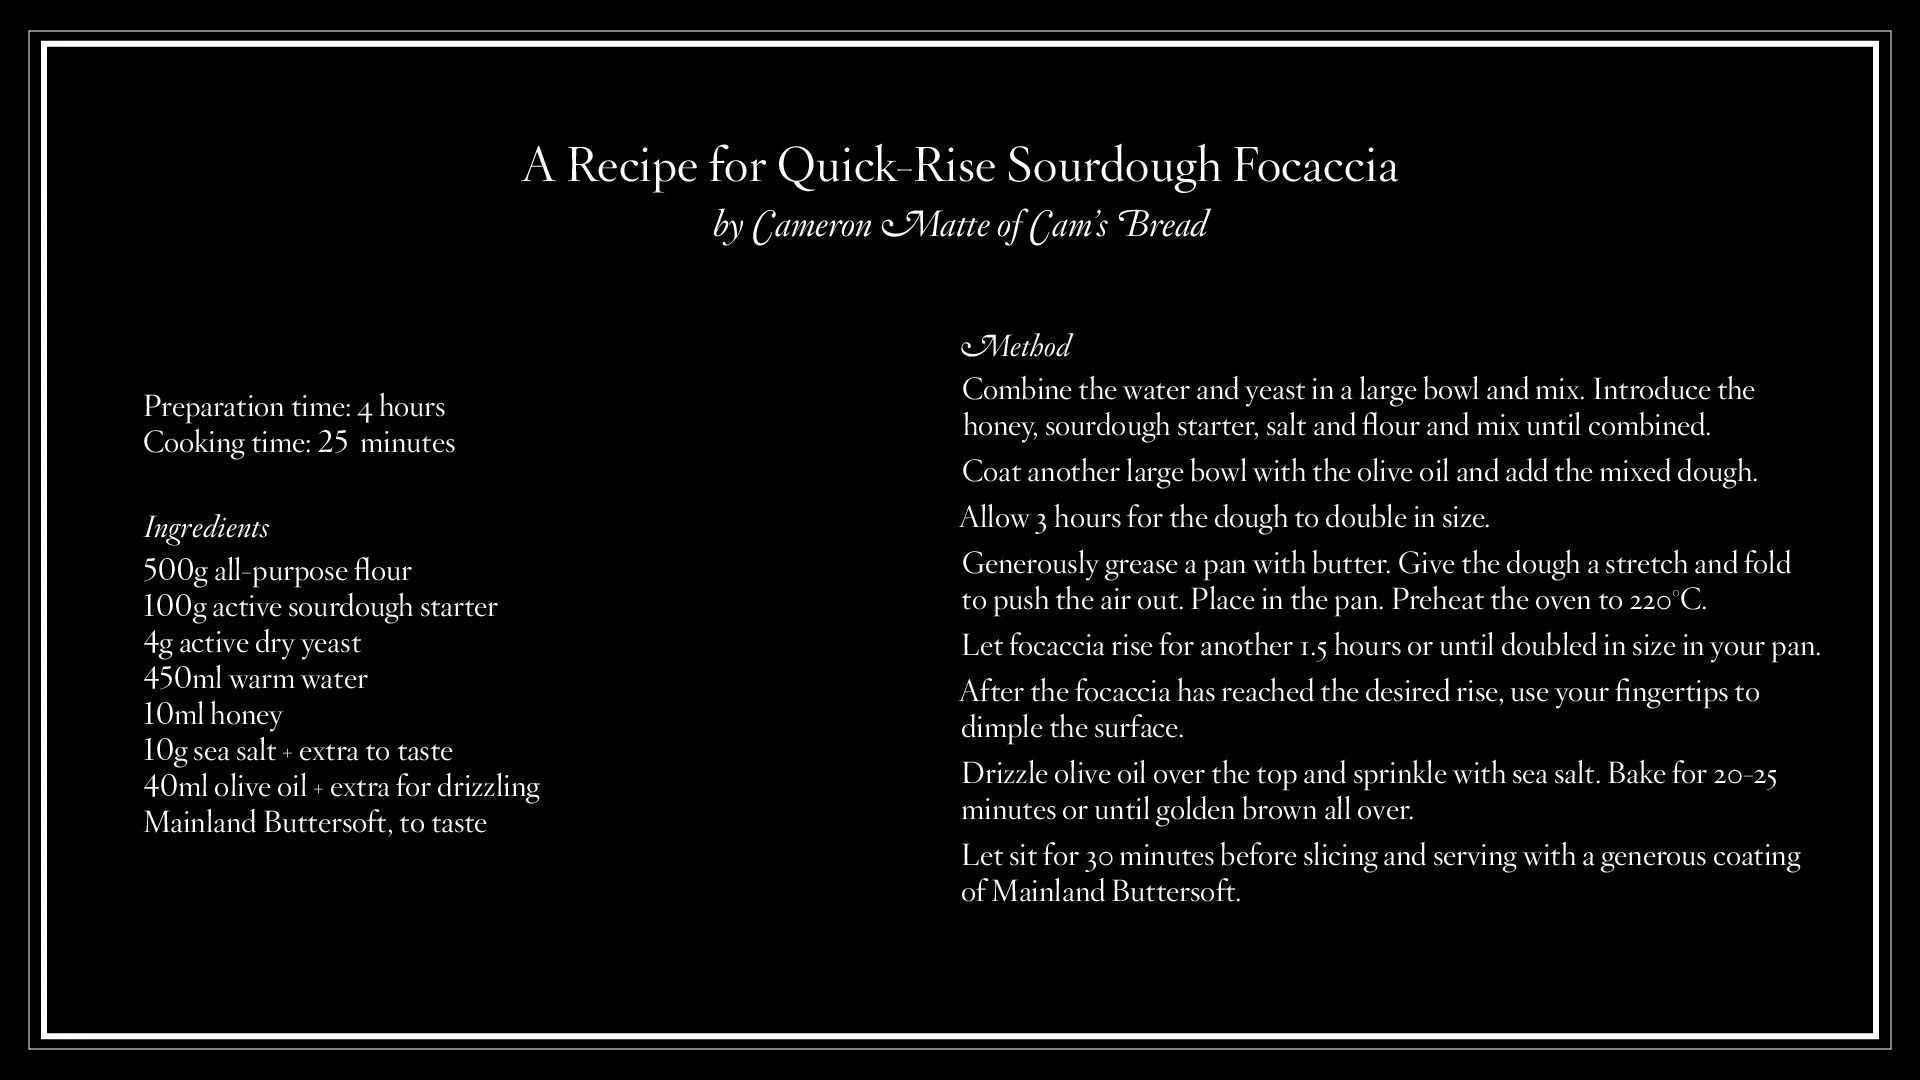 A Recipe for Quick-Rise Sourdough Focaccia
by Cameron Matte of Cam's Bread
Preparation time: 4 hours
Cooking time: 25 minutes
Ingredients
500g all-purpose flour
100g active sourdough starter
4g active dry yeast
450ml warm water
10ml honey
10g sea salt + extra to taste
40ml olive oil + extra for drizzling
Mainland Buttersoft, to taste
Method
Combine the water and yeast in a large bowl and mix. Introduce the
honey, sourdough starter, salt and flour and mix until combined.
Coat another large bowl with the olive oil and add the mixed dough.
Allow 3 hours for the dough to double in size.
Generously grease a pan with butter. Give the dough a stretch and fold
to push the air out. Place in the pan. Preheat the oven to 220°C.
Let focaccia rise for another 1.5 hours or until doubled in size in your pan.
After the focaccia has reached the desired rise, use your fingertips to
dimple the surface.
Drizzle olive oil over the top and sprinkle with sea salt. Bake for 20-25
minutes or until golden brown all over.
Let sit for 30 minutes before slicing and serving with a generous coating
of Mainland Buttersoft.